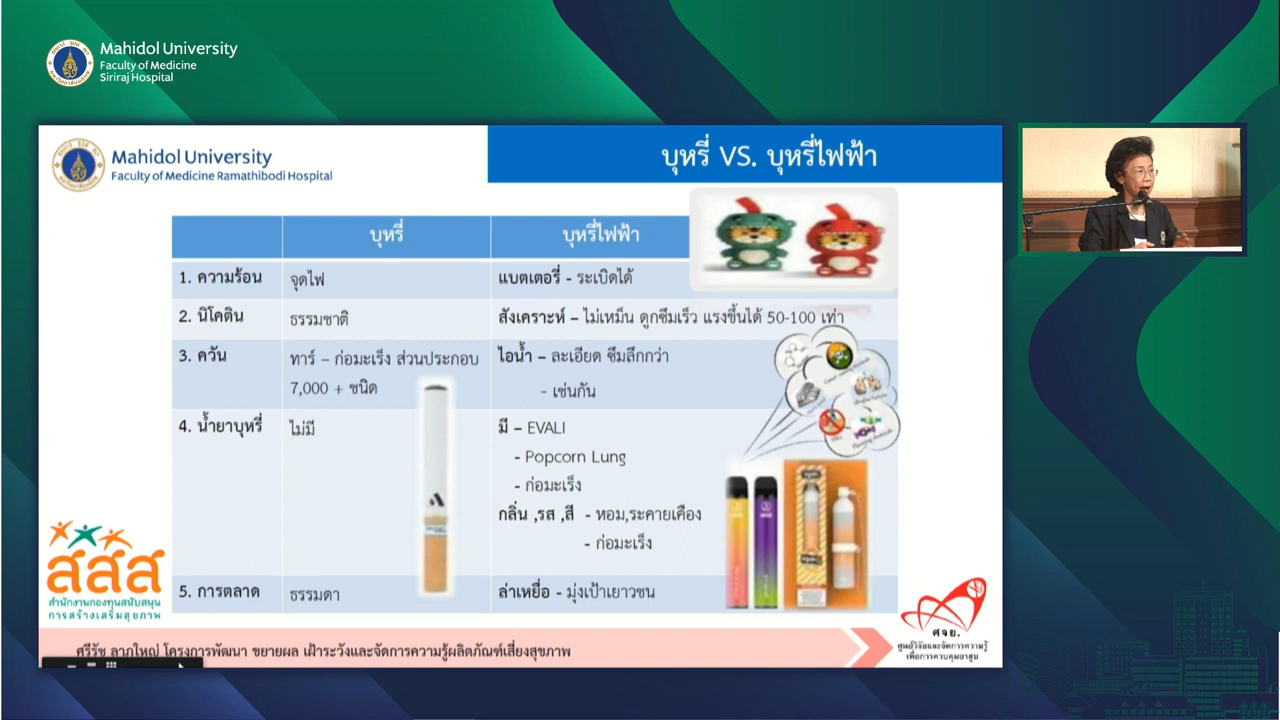 Mahidol University
Faculty of Medicine
Siriraj Hospital
Mahidol University
Faculty of Medicine Ramathibodi Hospital
บุหรี่ VS. บุหรี่ไฟฟ้า
บุหรี่ บุหรี่ไฟฟ้า
1. ความร้อน จุดไฟ แบตเตอรี่ - ระเบิดได้
2. นิโคติน ธรรมชาติ สังเคราะห์ – ไม่เหม็น ดูกซึมเร็ว แรงขึ้นได้ 50-100 เท่า
3. ควัน ทาร์ – ก่อมะเร็ง ส่วนประกอบ ไอน้ำ – ละเอียด ซึมลึกกว่า
7,000 + ชนิด - เช่นกัน
4. น้ำยาบุหรี่ ไม่มี มี – EVALI
- Popcorn Lung
- ก่อมะเร็ง
กลิ่น ,รส ,สี - หอม,ระคายเคือง
- ก่อมะเร็ง
5. การตลาด ธรรมดา ล่าเหยื่อ - มุ่งเป้าเยาวชน
สสส
สำนักงานกองทุนสนับสนุน
การสร้างเสริมสุขภาพ
ศจย.
ศูนย์วิจัยและจัดการความรู้
เพื่อการควบคุมยาสูบ
ศรีรัช ลาภใหญ่ โครงการพัฒนา ขยายผล เฝ้าระวังและจัดการความรู้ผลิตภัณฑ์เสี่ยงสุขภาพ